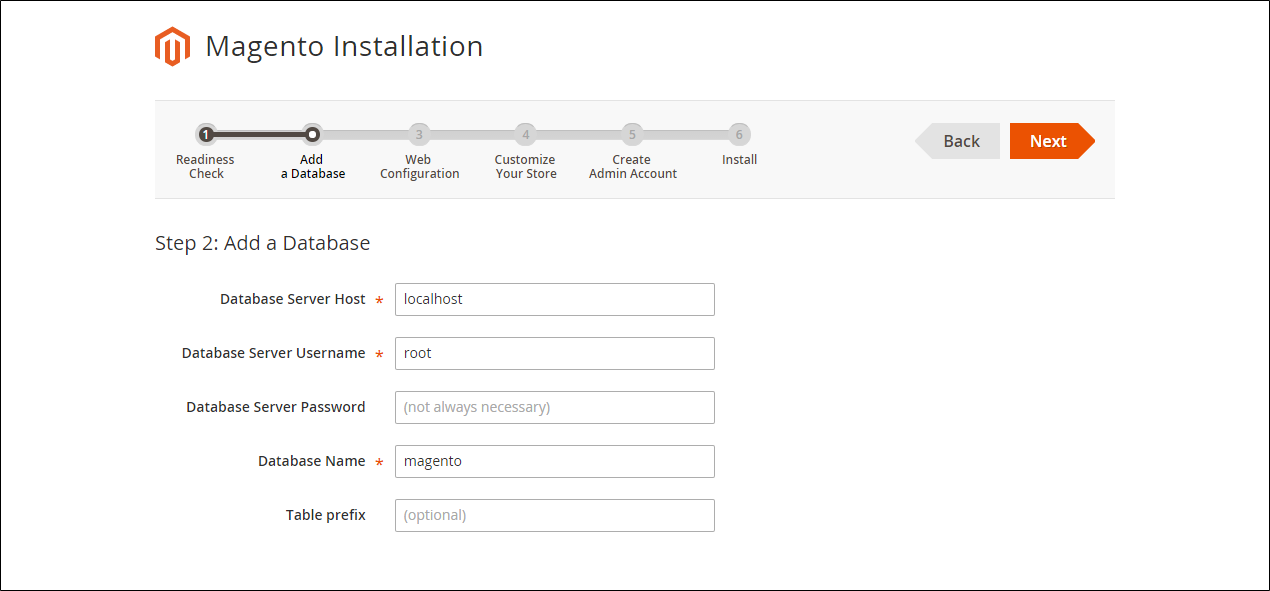 Magento Installation
1
3
4
5
6
Readiness
Check
Add
a Database
Web
Configuration
Customize
Your Store
Create
Admin Account
Install
Back
Next
Step 2: Add a Database
Database Server Host * localhost
Database Server Username * root
Database Server Password (not always necessary)
Database Name * magento
Table prefix (optional)